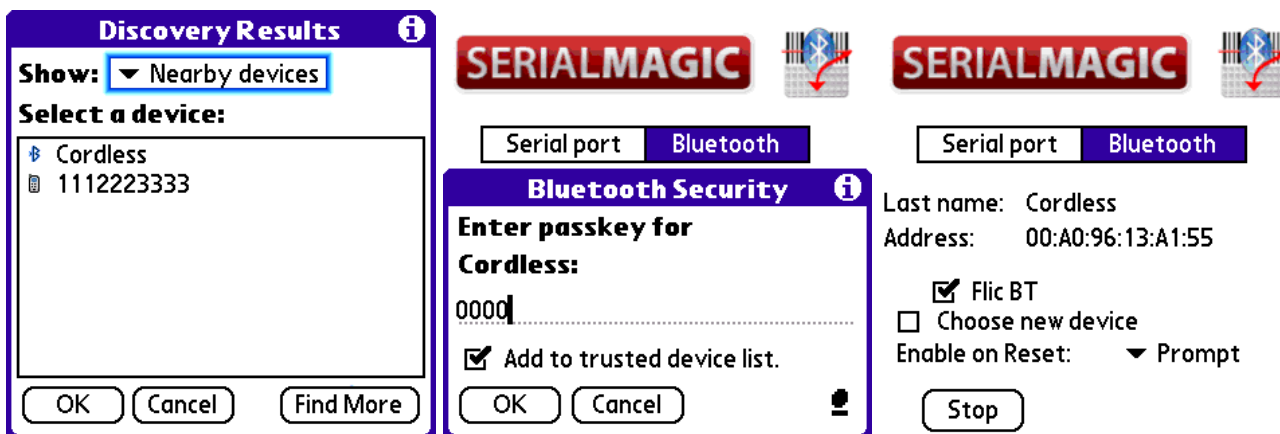 Discovery Results
Show: Nearby devices
Select a device:
Cordless
1112223333
OK Cancel Find More
SERIALMAGIC
Serial port Bluetooth
Bluetooth Security
Enter passkey for
Cordless:
0000
Add to trusted device list.
OK Cancel
SERIALMAGIC
Serial port Bluetooth
Last name: Cordless
Address: 00:A0:96:13:A1:55
Flic BT
Choose new device
Enable on Reset: Prompt
Stop